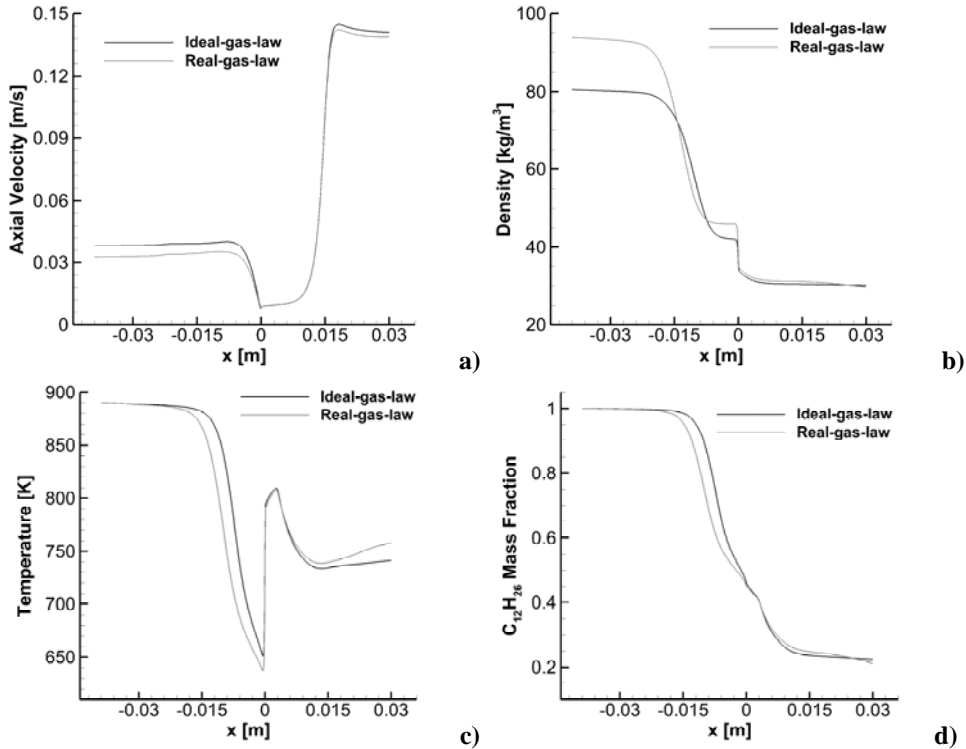 0.15
0.12
0.09
0.06
0.03
0
Axial Velocity [m/s]
Ideal-gas-law
Real-gas-law
-0.03 -0.015 0 0.015 0.03
x [m]
a)
100
80
60
40
20
Density [kg/m³]
Ideal-gas-law
Real-gas-law
-0.03 -0.015 0 0.015 0.03
x [m]
b)
900
850
800
750
700
650
Temperature [K]
Ideal-gas-law
Real-gas-law
-0.03 -0.015 0 0.015 0.03
x [m]
c)
1
0.8
0.6
0.4
0.2
C₁₂H₂₆ Mass Fraction
Ideal-gas-law
Real-gas-law
-0.03 -0.015 0 0.015 0.03
x [m]
d)